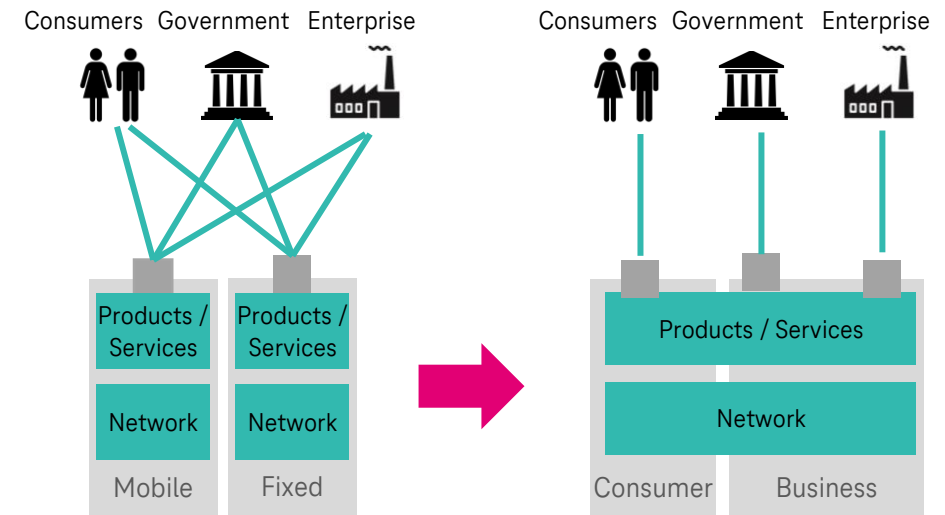 Consumers Government Enterprise
Consumers Government Enterprise
Products /
Services
Products /
Services
Network
Network
Mobile
Fixed
Products / Services
Network
Consumer
Business